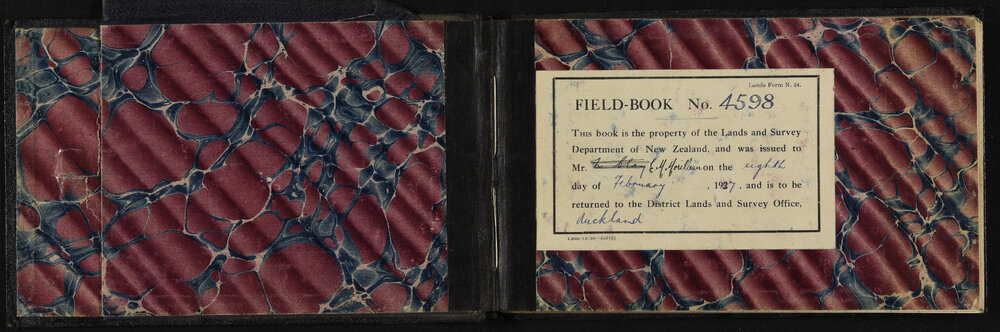 Lands Form N. 24.
FIELD-BOOK No. 4598
THIS book is the property of the Lands and Survey
Department of New Zealand, and was issued to
Mr. on the eighth
day of February , 1927, and is to be
returned to the District Lands and Survey Office,
Auckland